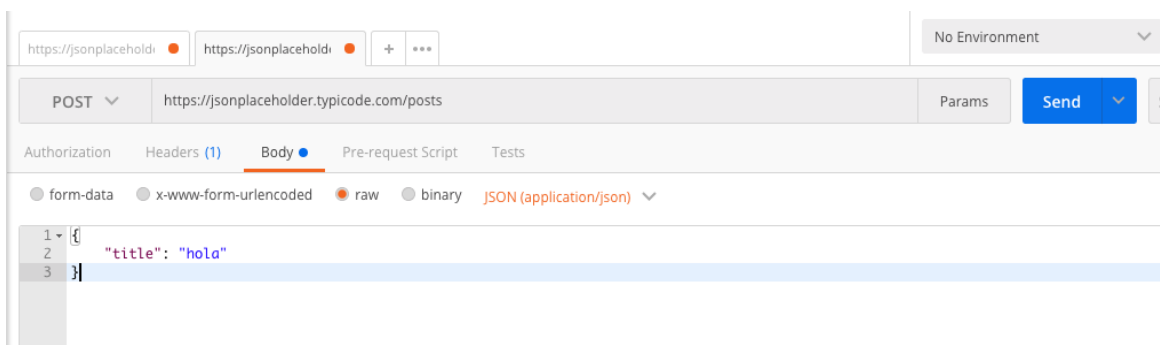 https://jsonplaceholde https://jsonplaceholde + ••• No Environment
POST https://jsonplaceholder.typicode.com/posts Params Send
Authorization Headers (1) Body Pre-request Script Tests
form-data x-www-form-urlencoded raw binary JSON (application/json)
1 {
2 "title": "hola"
3 }